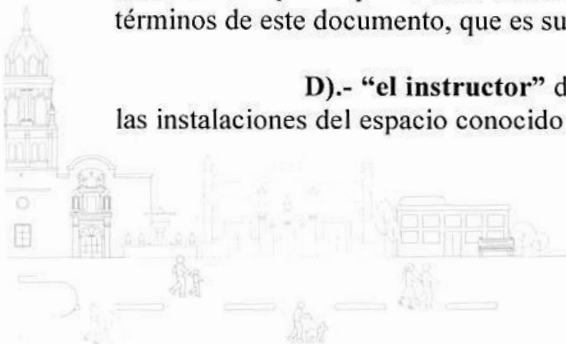 términos de este documento, que es su
D).- “el instructor” d
las instalaciones del espacio conocido